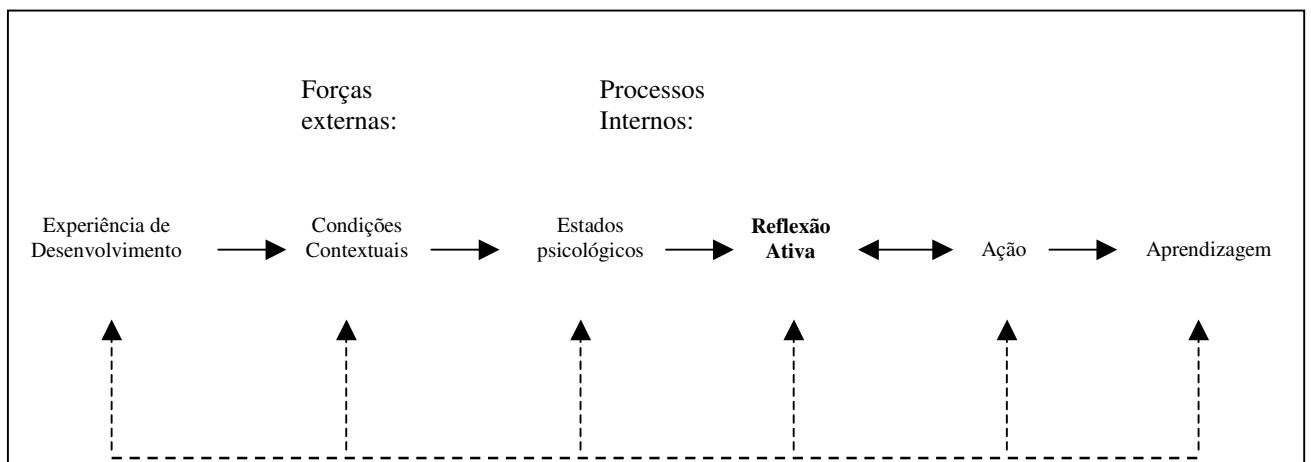 Forças
externas:
Processos
Internos:
Experiência de
Desenvolvimento
Condições
Contextuais
Estados
psicológicos
Reflexão
Ativa
Ação
Aprendizagem